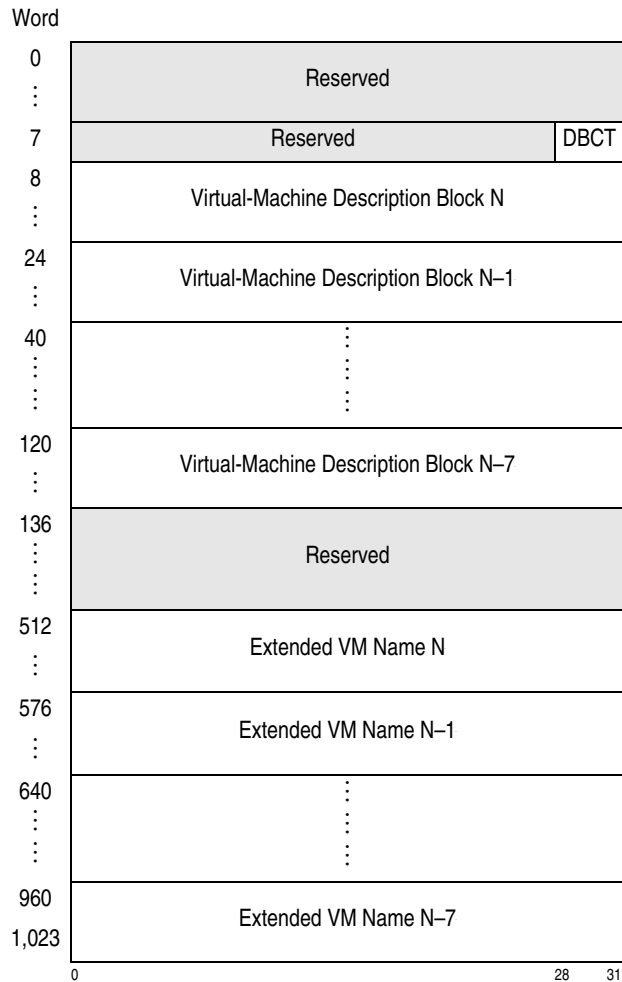 Word
0
Reserved
7 Reserved DBCT
8
Virtual-Machine Description Block N
24
Virtual-Machine Description Block N–1
40
120
Virtual-Machine Description Block N–7
136
Reserved
512
Extended VM Name N
576
Extended VM Name N–1
640
960
Extended VM Name N–7
1,023
0 28 31